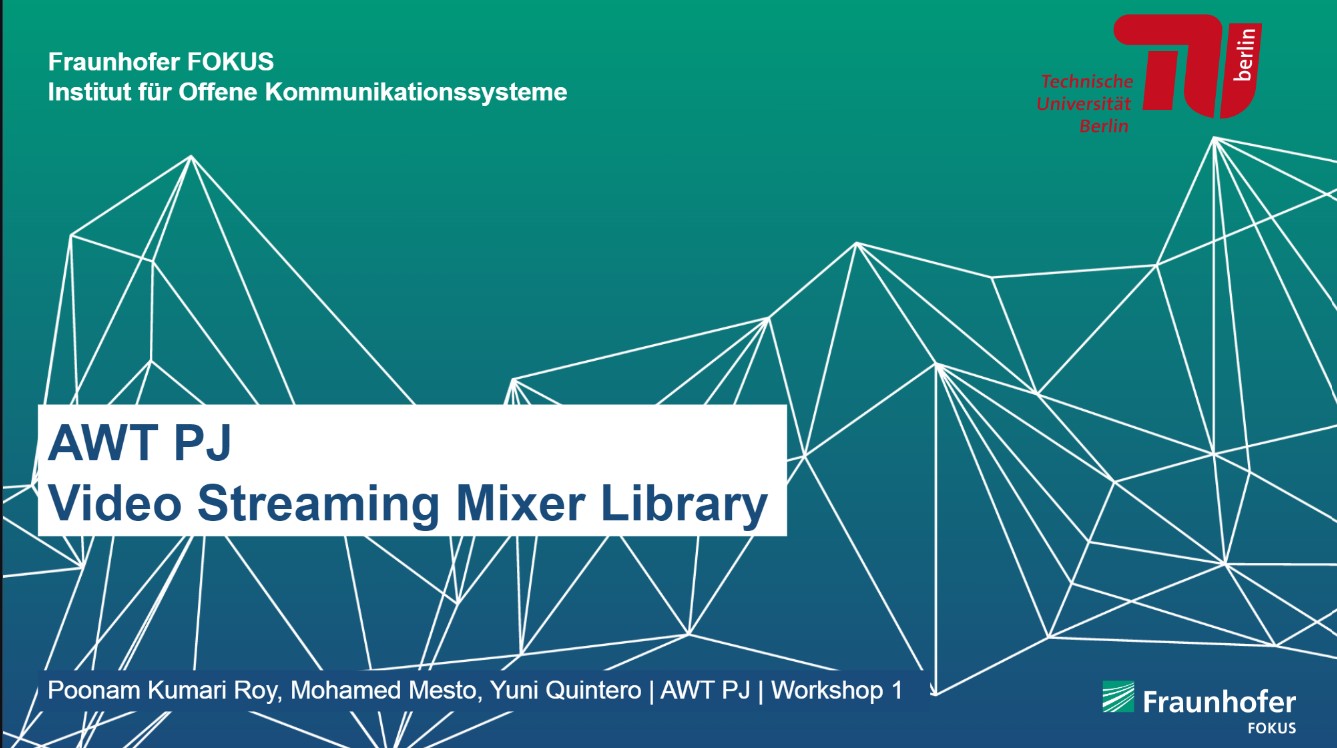 Fraunhofer FOKUS
Institut für Offene Kommunikationssysteme
Technische
Universität
Berlin
berlin
AWT PJ
Video Streaming Mixer Library
Poonam Kumari Roy, Mohamed Mesto, Yuni Quintero | AWT PJ | Workshop 1
Fraunhofer
FOKUS